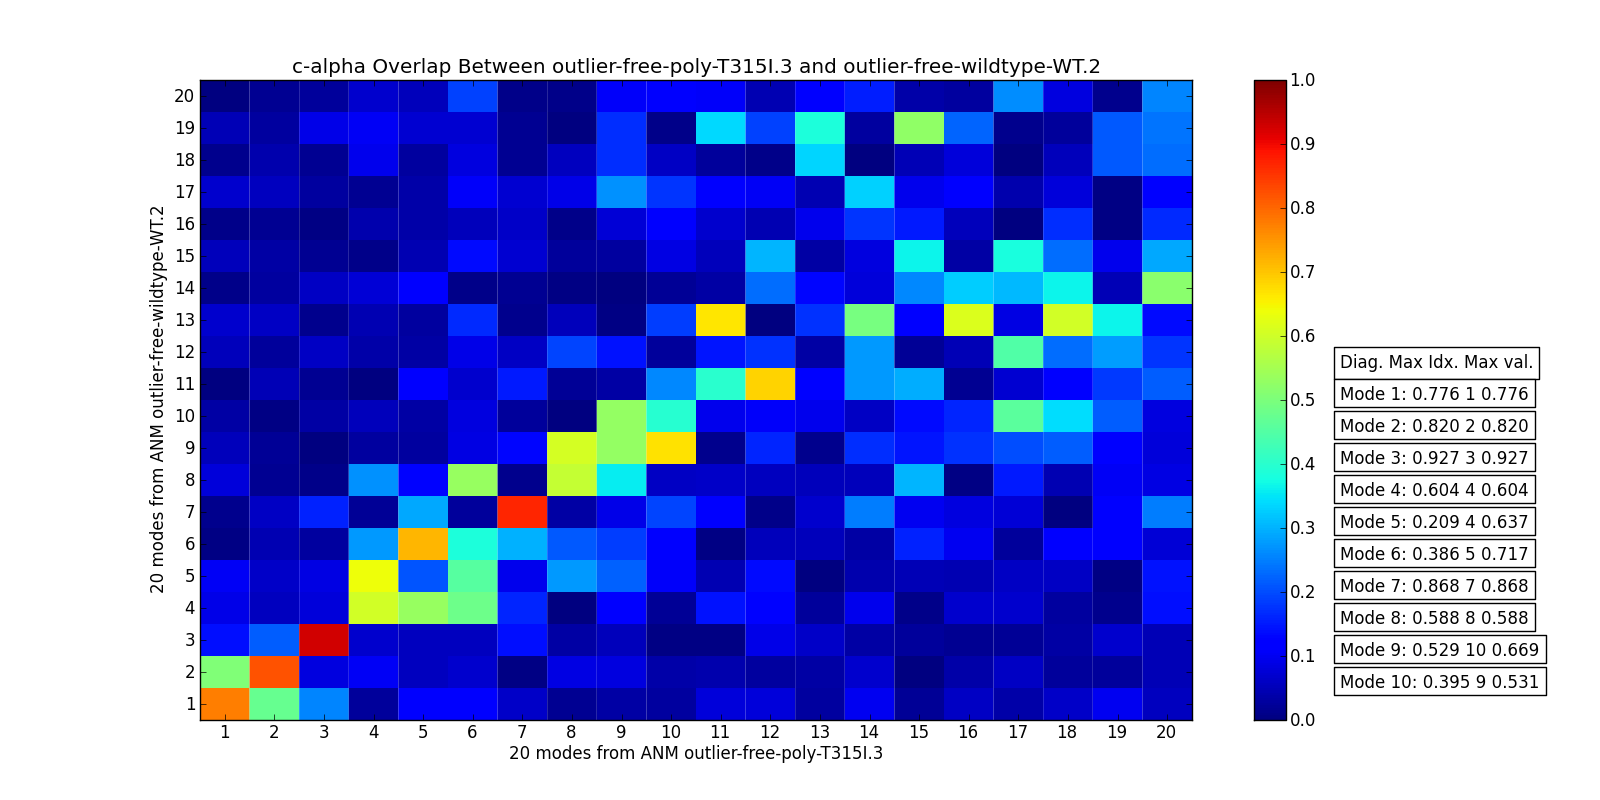 c-alpha Overlap Between outlier-free-poly-T315I.3 and outlier-free-wildtype-WT.2
20 modes from ANM outlier-free-wildtype-WT.2
20
19
18
17
16
15
14
13
12
11
10
9
8
7
6
5
4
3
2
1
1 2 3 4 5 6 7 8 9 10 11 12 13 14 15 16 17 18 19 20
20 modes from ANM outlier-free-poly-T315I.3
1.0
0.9
0.8
0.7
0.6
0.5
0.4
0.3
0.2
0.1
0.0
Diag. Max Idx. Max val.
Mode 1: 0.776 1 0.776
Mode 2: 0.820 2 0.820
Mode 3: 0.927 3 0.927
Mode 4: 0.604 4 0.604
Mode 5: 0.209 4 0.637
Mode 6: 0.386 5 0.717
Mode 7: 0.868 7 0.868
Mode 8: 0.588 8 0.588
Mode 9: 0.529 10 0.669
Mode 10: 0.395 9 0.531